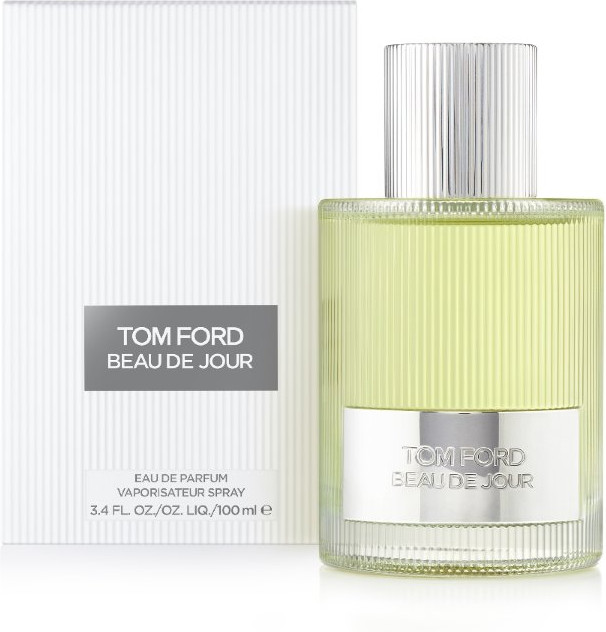 TOM FORD
BEAU DE JOUR
EAU DE PARFUM
VAPORISATEUR SPRAY
3.4 FL. OZ./OZ. LIQ./100 ml ℮
TOM FORD
BEAU DE JOUR